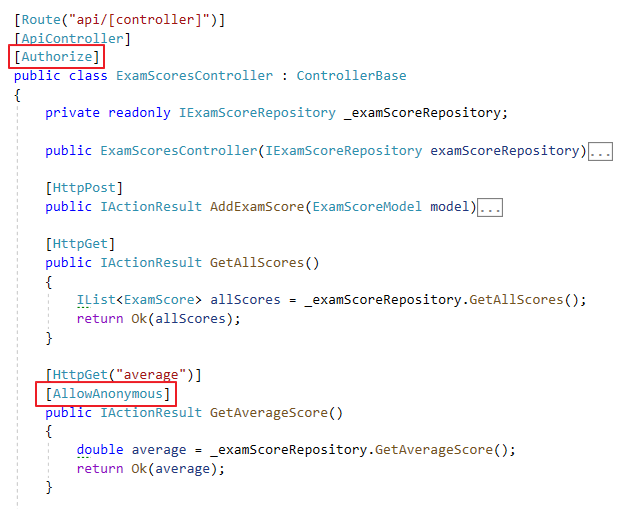 [Route("api/[controller]")]
[ApiController]
[Authorize]
public class ExamScoresController : ControllerBase
{
private readonly IExamScoreRepository _examScoreRepository;
public ExamScoresController(IExamScoreRepository examScoreRepository)...
[HttpPost]
public IActionResult AddExamScore(ExamScoreModel model)...
[HttpGet]
public IActionResult GetAllScores()
{
IList<ExamScore> allScores = _examScoreRepository.GetAllScores();
return Ok(allScores);
}
[HttpGet("average")]
[AllowAnonymous]
public IActionResult GetAverageScore()
{
double average = _examScoreRepository.GetAverageScore();
return Ok(average);
}